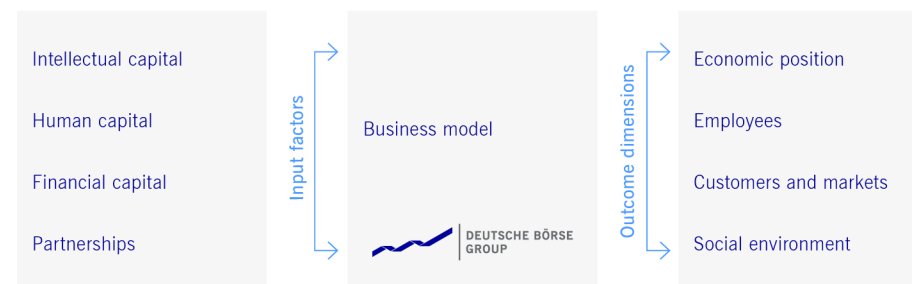 Intellectual capital
Human capital
Financial capital
Partnerships
Input factors
Business model
DEUTSCHE BÖRSE
GROUP
Outcome dimensions
Economic position
Employees
Customers and markets
Social environment